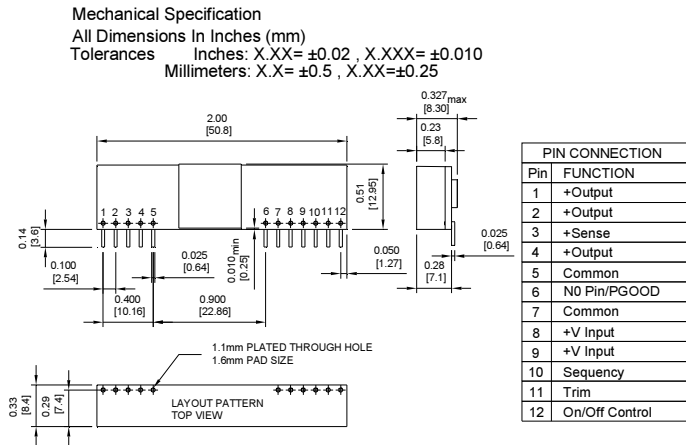 Mechanical Specification
All Dimensions In Inches (mm)
Tolerances Inches: X.XX= ±0.02 , X.XXX= ±0.010
Millimeters: X.X= ±0.5 , X.XX=±0.25
2.00
[50.8]
0.327 max
[8.30]
0.23
[5.8]
0.51
[12.95]
1 2 3 4 5
6 7 8 9 10 11 12
0.14
[3.6]
0.100
[2.54]
0.025
[0.64]
0.010 min
[0.25]
0.050
[1.27]
0.400
[10.16]
0.900
[22.86]
0.025
[0.64]
0.28
[7.1]
1.1mm PLATED THROUGH HOLE
1.6mm PAD SIZE
0.33
[8.4]
0.29
[7.4]
LAYOUT PATTERN
TOP VIEW
PIN CONNECTION
Pin FUNCTION
1 +Output
2 +Output
3 +Sense
4 +Output
5 Common
6 N0 Pin/PGOOD
7 Common
8 +V Input
9 +V Input
10 Sequency
11 Trim
12 On/Off Control